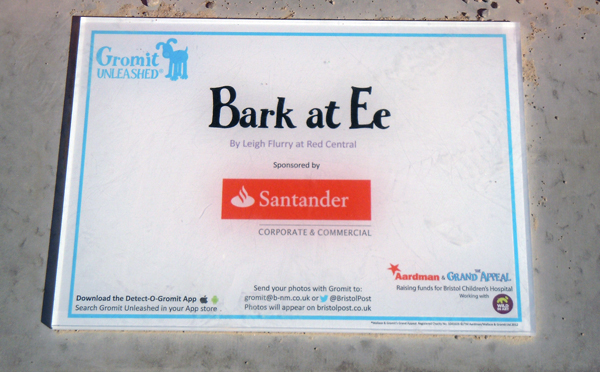 Gromit
UNLEASHED
Bark at Ee
By Leigh Flurry at Red Central
Sponsored by
Santander
CORPORATE & COMMERCIAL
Aardman & THE GRAND APPEAL
Raising funds for Bristol Children's Hospital
Working with
Send your photos with Gromit to:
gromit@b-nm.co.uk or @BristolPost
Photos will appear on bristolpost.co.uk
Download the Detect-O-Gromit App
Search Gromit Unleashed in your App store